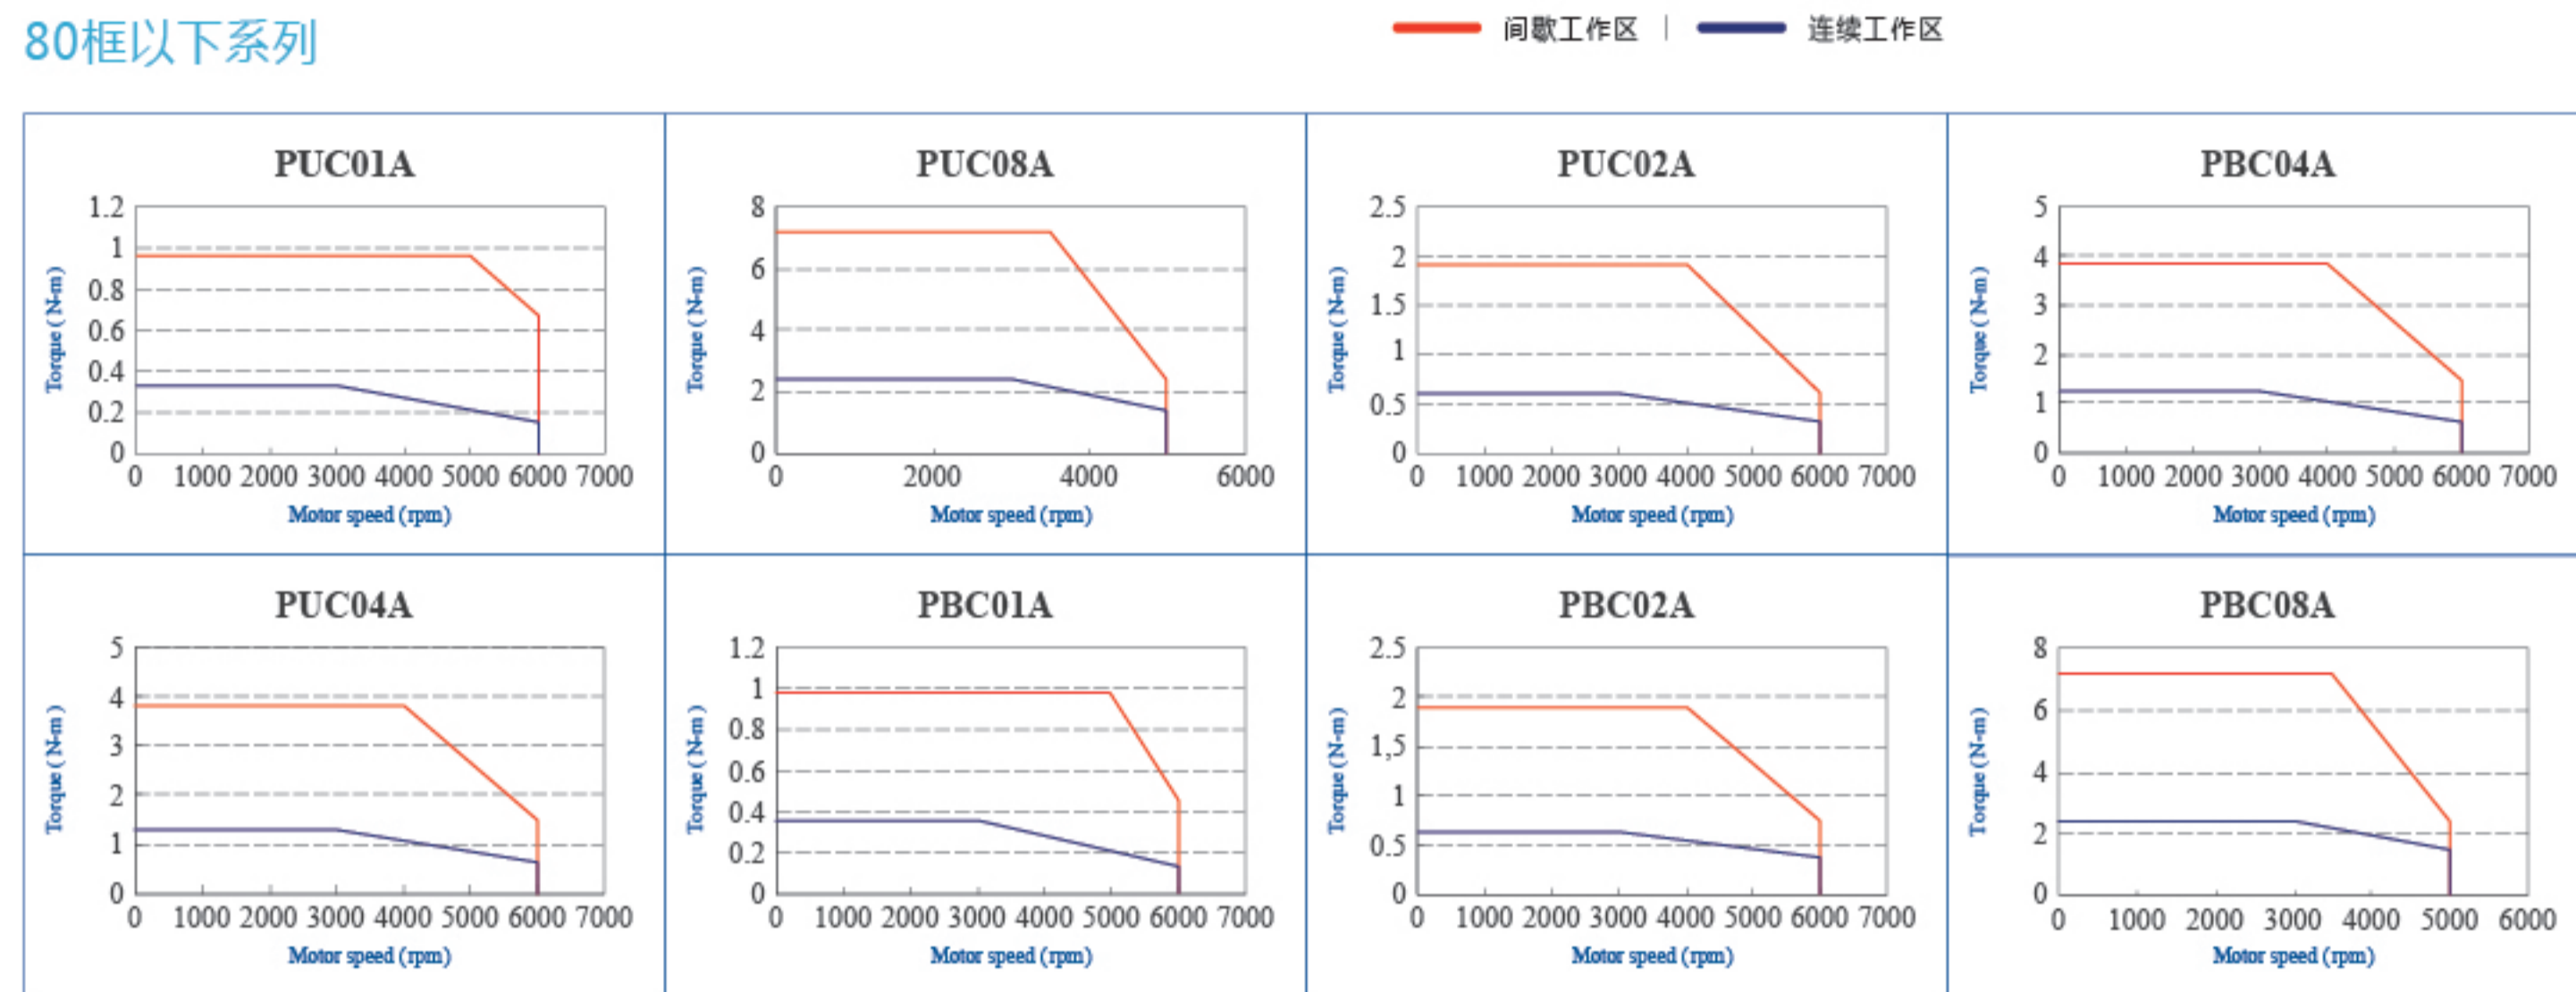 80框以下系列
间歇工作区 | 连续工作区
PUC01A
1.2
1
0.8
0.6
0.4
0.2
0
Torque ( N-m)
0 1000 2000 3000 4000 5000 6000 7000
Motor speed (rpm)
PUC08A
8
6
4
2
0
Torque ( N-m)
0 2000 4000 6000
Motor speed (rpm)
PUC02A
2.5
2
1.5
1
0.5
0
Torque ( N-m)
0 1000 2000 3000 4000 5000 6000 7000
Motor speed (rpm)
PBC04A
5
4
3
2
1
0
Torque ( N-m)
0 1000 2000 3000 4000 5000 6000 7000
Motor speed (rpm)
PUC04A
5
4
3
2
1
0
Torque ( N-m)
0 1000 2000 3000 4000 5000 6000 7000
Motor speed (rpm)
PBC01A
1.2
1
0.8
0.6
0.4
0.2
0
Torque ( N-m)
0 1000 2000 3000 4000 5000 6000 7000
Motor speed (rpm)
PBC02A
2.5
2
1,5
1
0.5
0
Torque (N-m)
0 1000 2000 3000 4000 5000 6000 7000
Motor speed (rpm)
PBC08A
8
6
4
2
0
Torque ( N-m)
0 1000 2000 3000 4000 5000 6000
Motor speed (rpm)